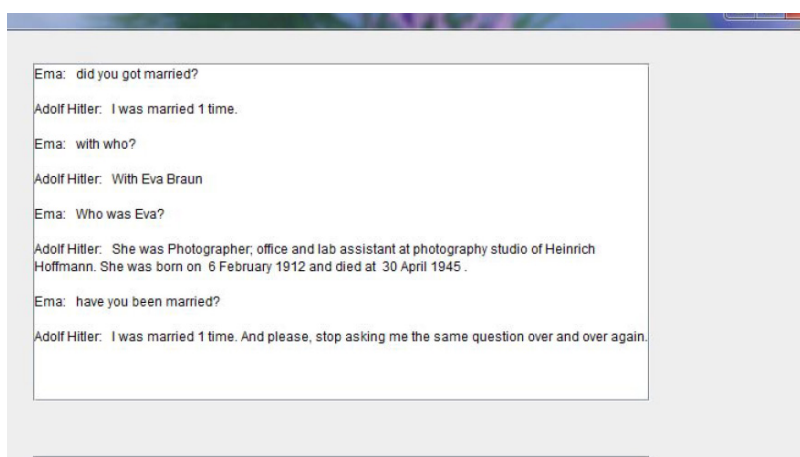 Ema: did you got married?
Adolf Hitler: I was married 1 time.
Ema: with who?
Adolf Hitler: With Eva Braun
Ema: Who was Eva?
Adolf Hitler: She was Photographer; office and lab assistant at photography studio of Heinrich
Hoffmann. She was born on 6 February 1912 and died at 30 April 1945 .
Ema: have you been married?
Adolf Hitler: I was married 1 time. And please, stop asking me the same question over and over again.